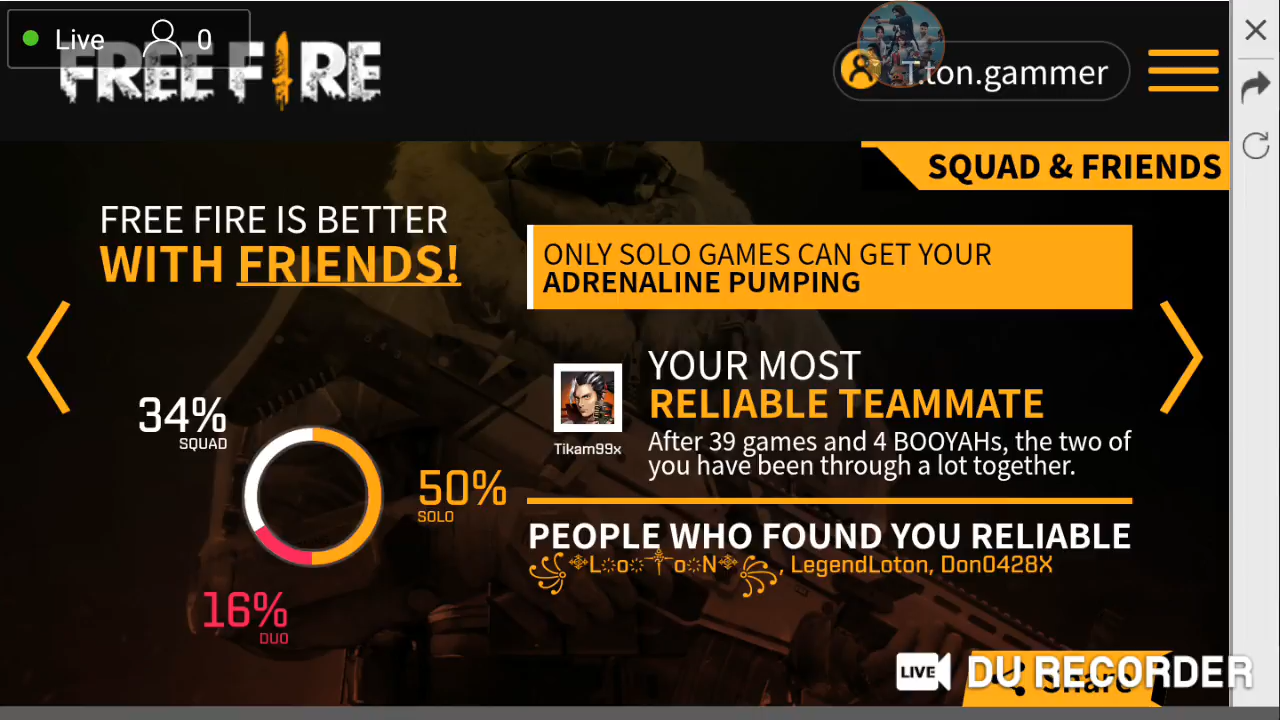 Live 0
FREE FIRE
T.ton.gammer
SQUAD & FRIENDS
FREE FIRE IS BETTER
WITH FRIENDS!
ONLY SOLO GAMES CAN GET YOUR
ADRENALINE PUMPING
YOUR MOST
RELIABLE TEAMMATE
Tikam99x
After 39 games and 4 BOOYAHs, the two of
you have been through a lot together.
34%
SQUAD
50%
SOLO
16%
DUO
PEOPLE WHO FOUND YOU RELIABLE
LegendLoton, Don0428X
Share
LIVE DU RECORDER